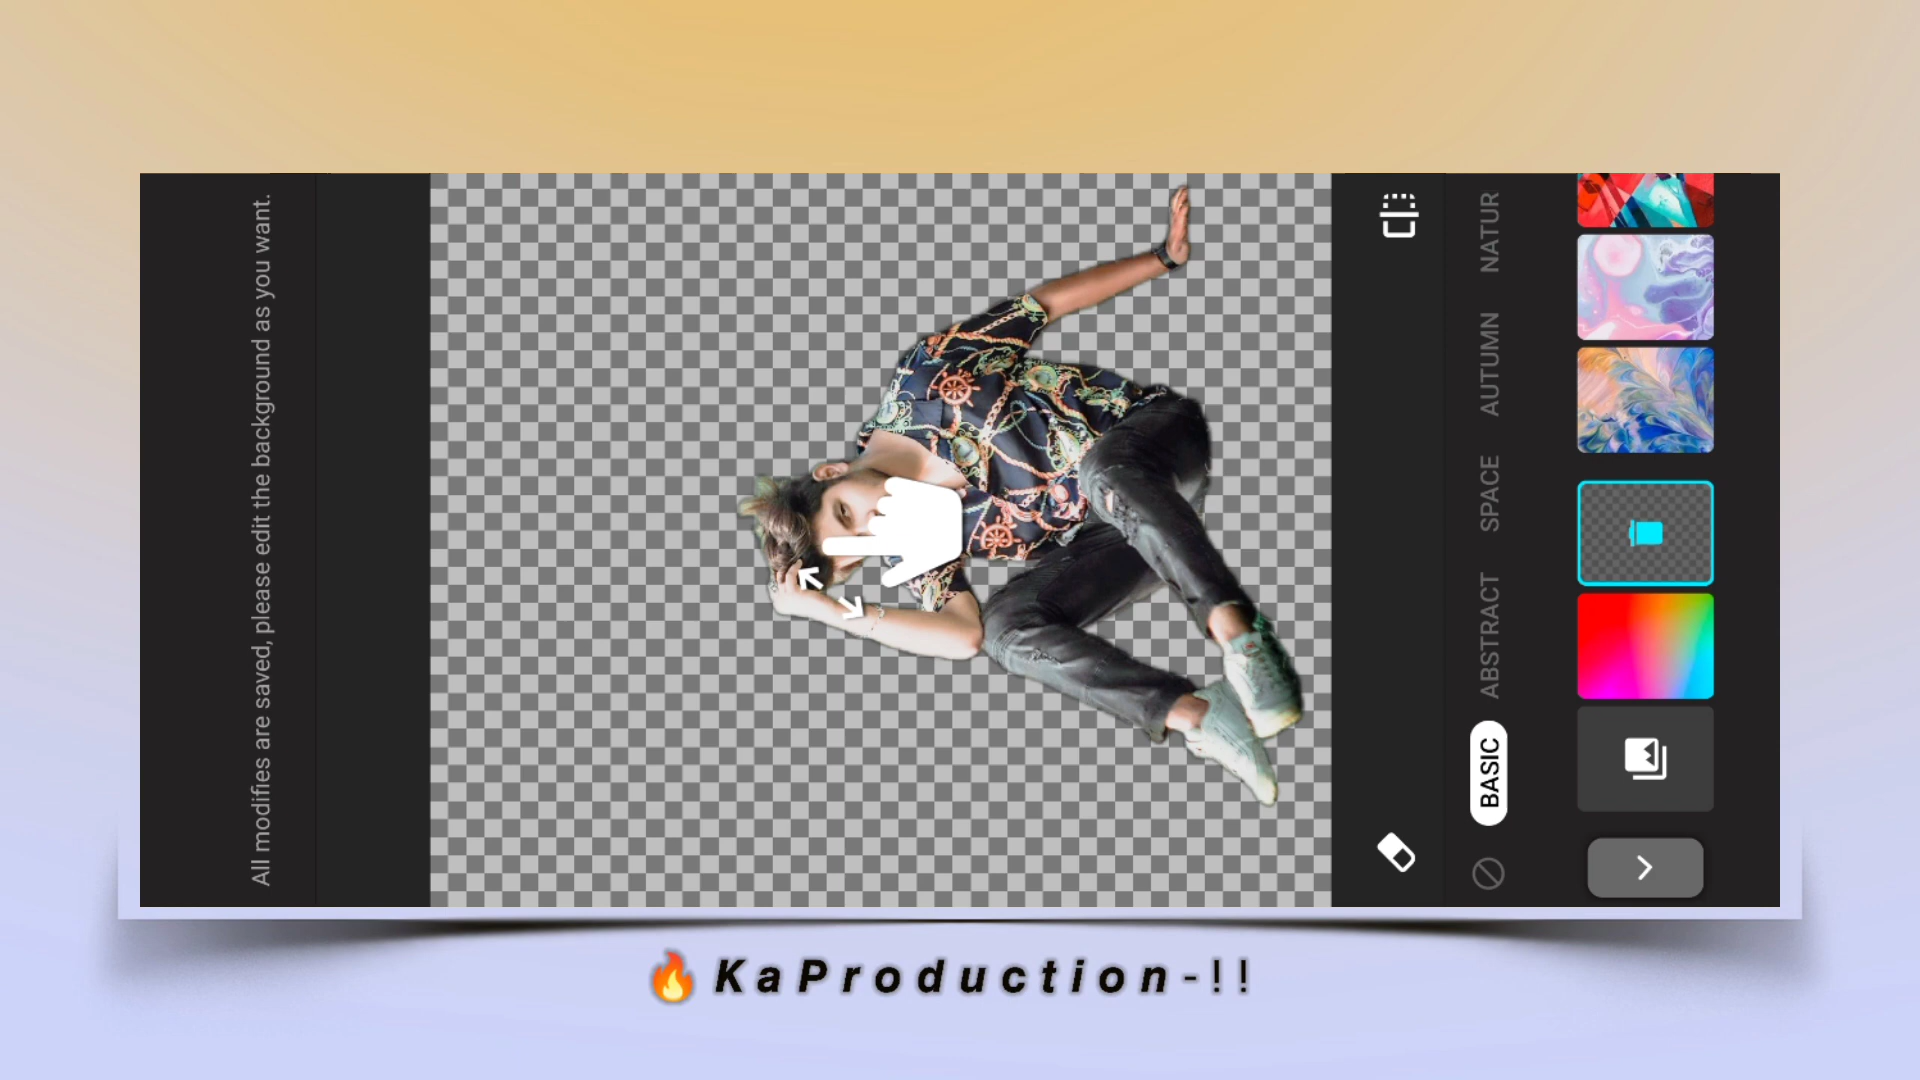 All modifies are saved, please edit the background as you want.
BASIC
ABSTRACT
SPACE
AUTUMN
NATUR
🔥 KaProduction-!!